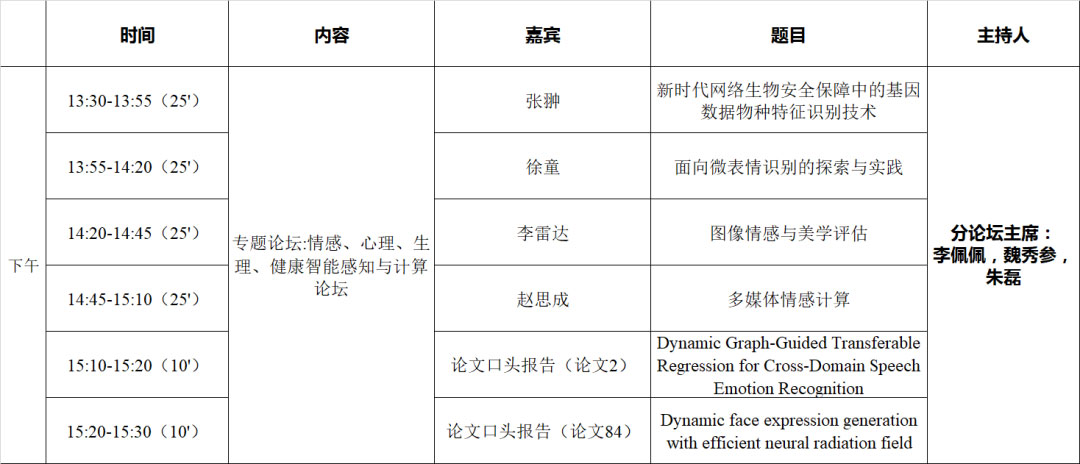 时间
内容
嘉宾
题目
主持人
下午
13:30-13:55（25'）
专题论坛:情感、心理、生
理、健康智能感知与计算
论坛
张翀
新时代网络生物安全保障中的基因
数据物种特征识别技术
分论坛主席：
李佩佩，魏秀参，
朱磊
13:55-14:20（25'）
徐童
面向微表情识别的探索与实践
14:20-14:45（25'）
李雷达
图像情感与美学评估
14:45-15:10（25'）
赵思成
多媒体情感计算
15:10-15:20（10'）
论文口头报告（论文2）
Dynamic Graph-Guided Transferable
Regression for Cross-Domain Speech
Emotion Recognition
15:20-15:30（10'）
论文口头报告（论文84）
Dynamic face expression generation
with efficient neural radiation field